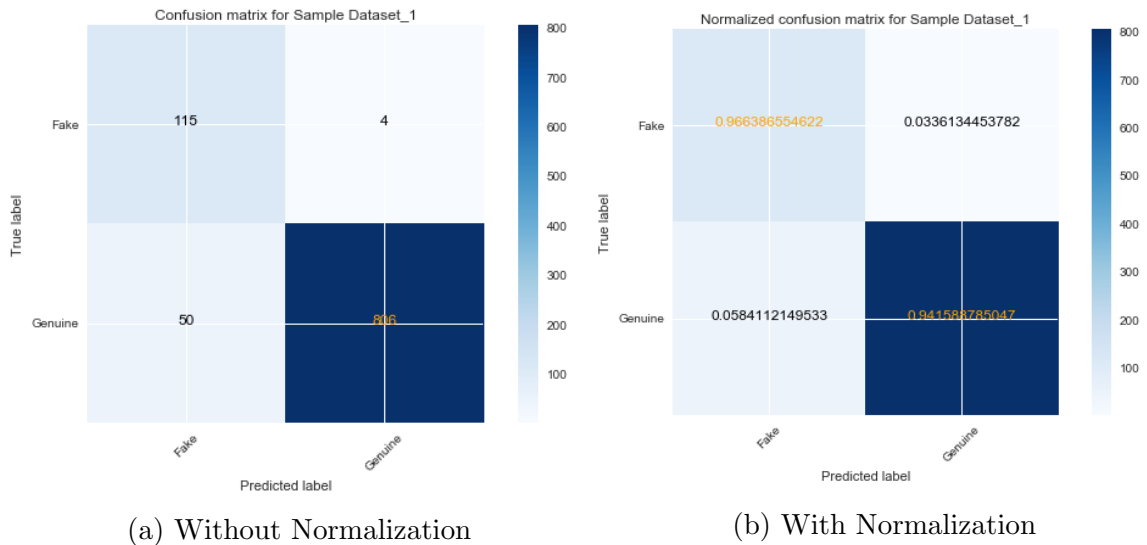 Confusion matrix for Sample Dataset_1
800
700
600
500
400
300
200
100
Fake
Genuine
True label
115
4
50
806
Fake
Genuine
Predicted label
(a) Without Normalization
Normalized confusion matrix for Sample Dataset_1
800
700
600
500
400
300
200
100
Fake
Genuine
True label
0.966386554622
0.0336134453782
0.0584112149533
0.941588785047
Fake
Genuine
Predicted label
(b) With Normalization